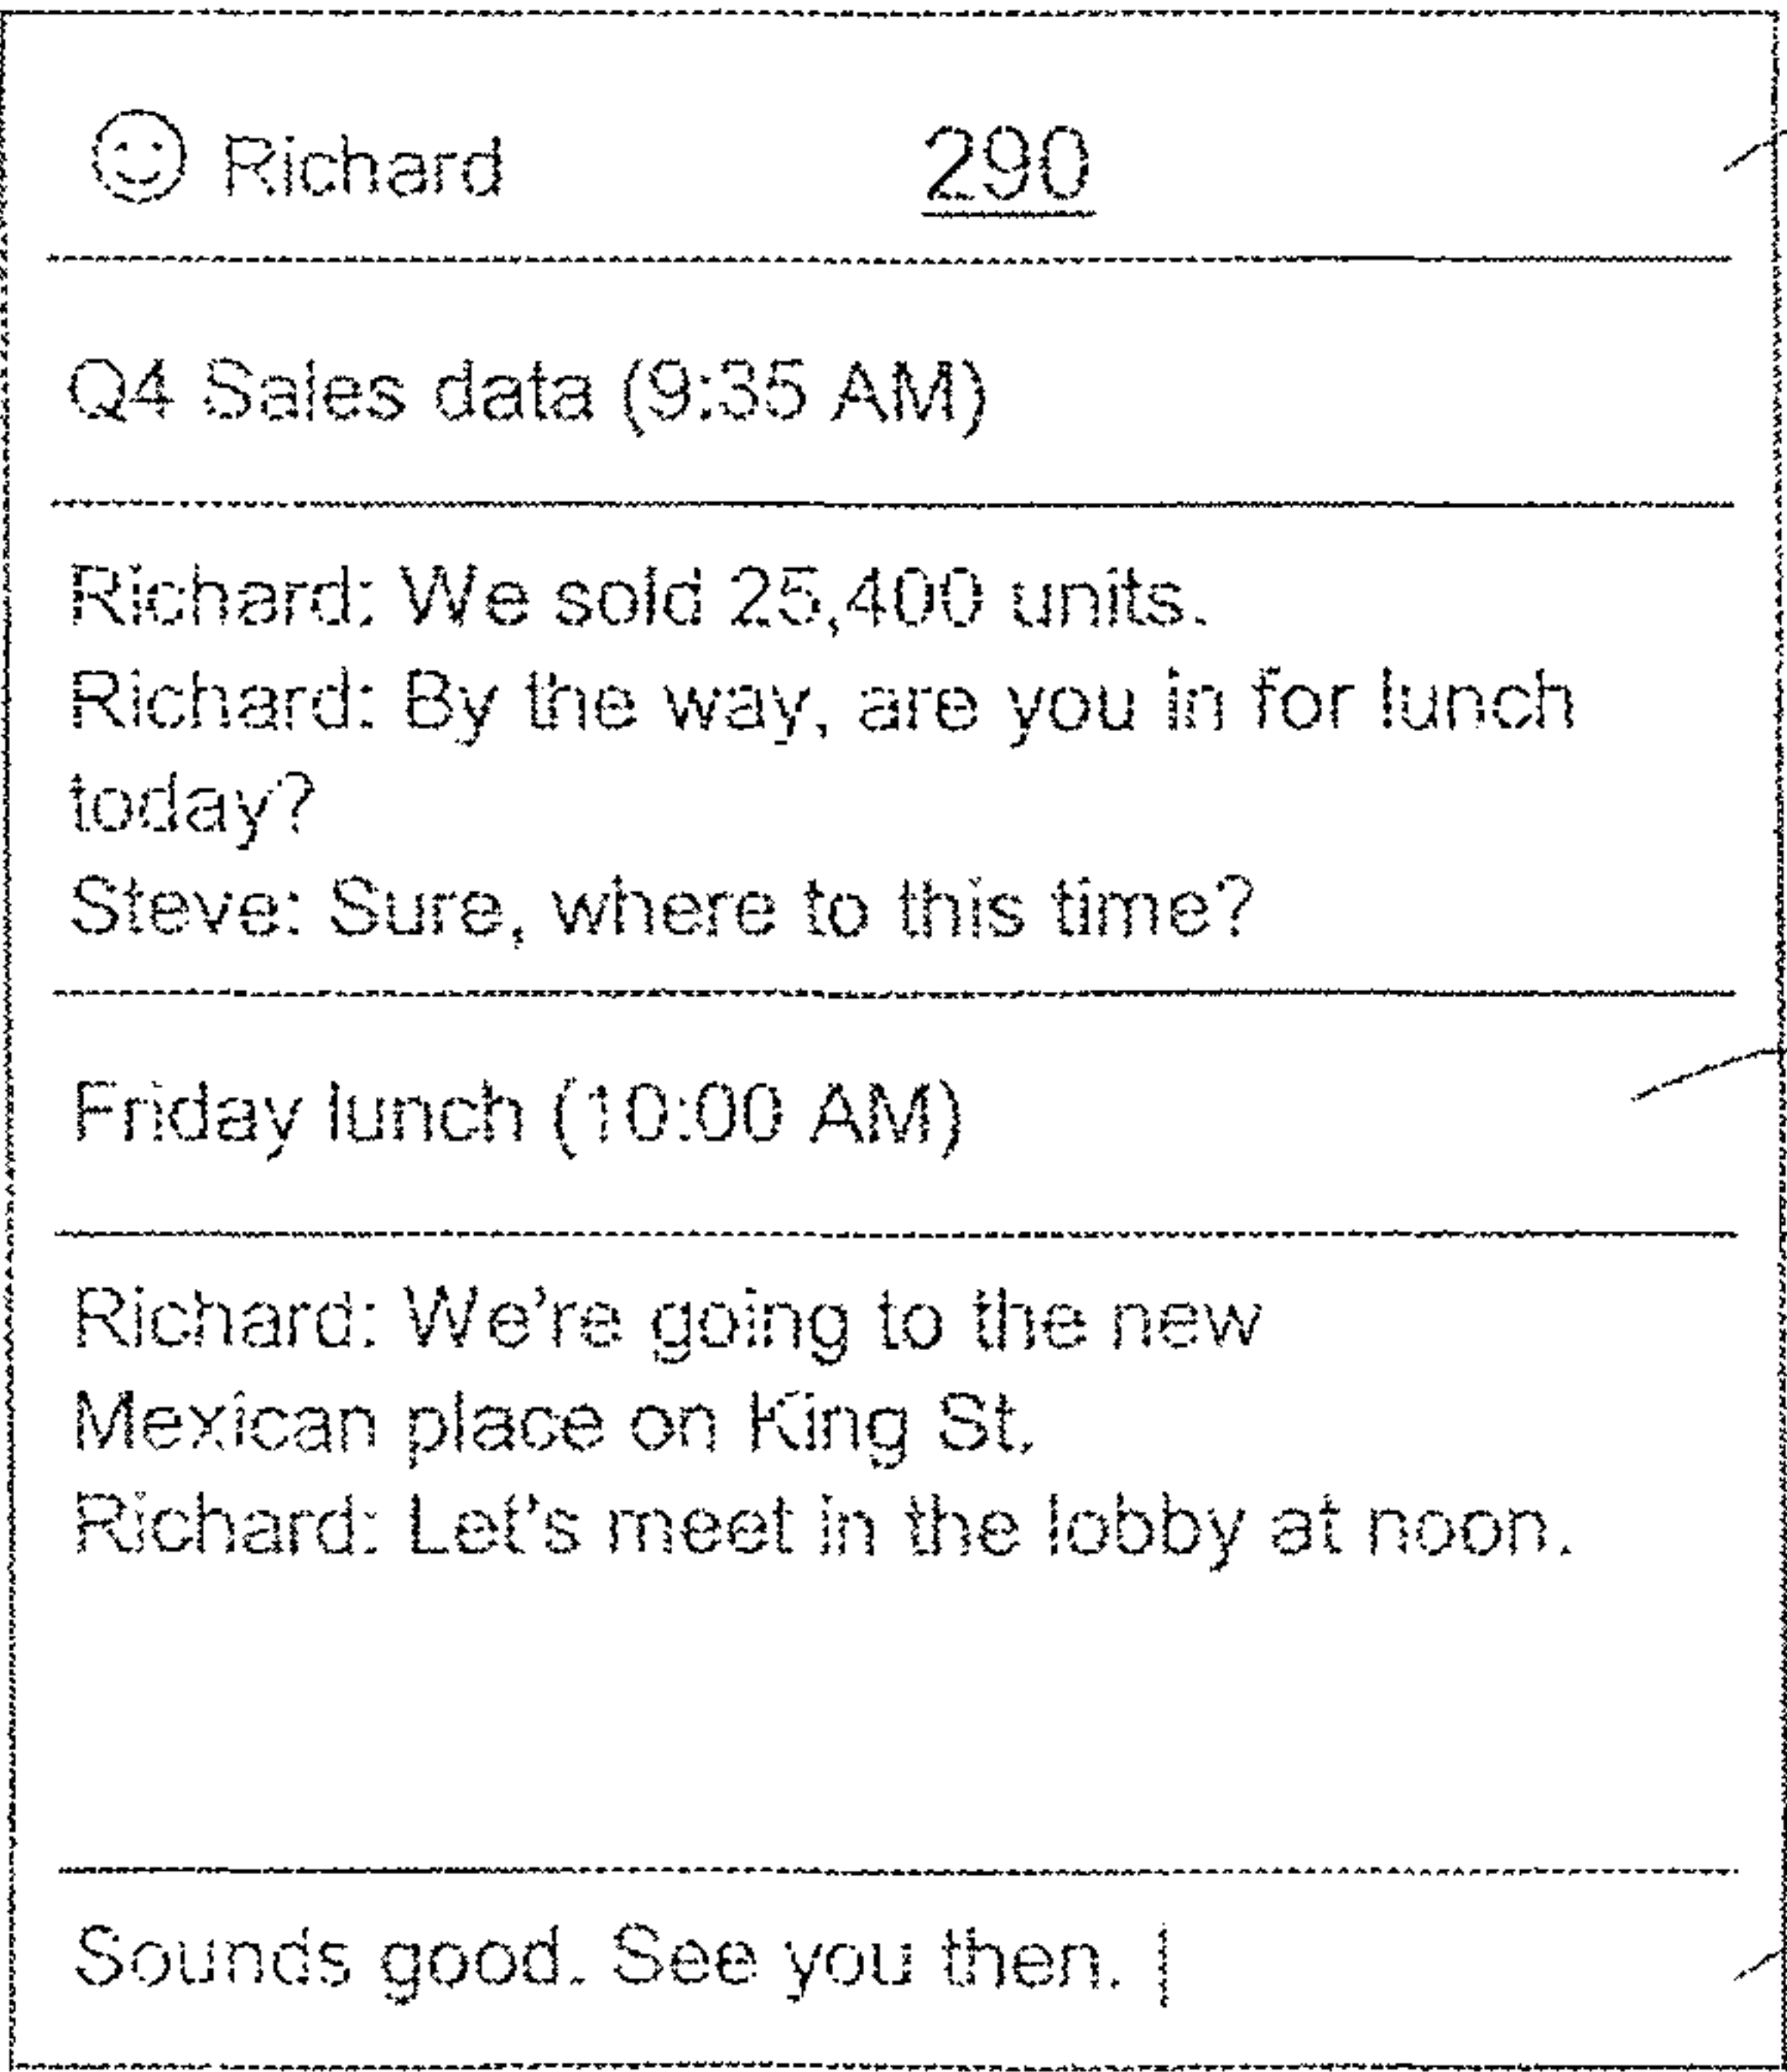 Richard 290
Q4 Sales data (9:35 AM)
Richard: We sold 25,400 units.
Richard: By the way, are you in for lunch
today?
Steve: Sure, where to this time?
Friday lunch (10:00 AM)
Richard: We're going to the new
Mexican place on King St.
Richard: Let's meet in the lobby at noon.
Sounds good. See you then.